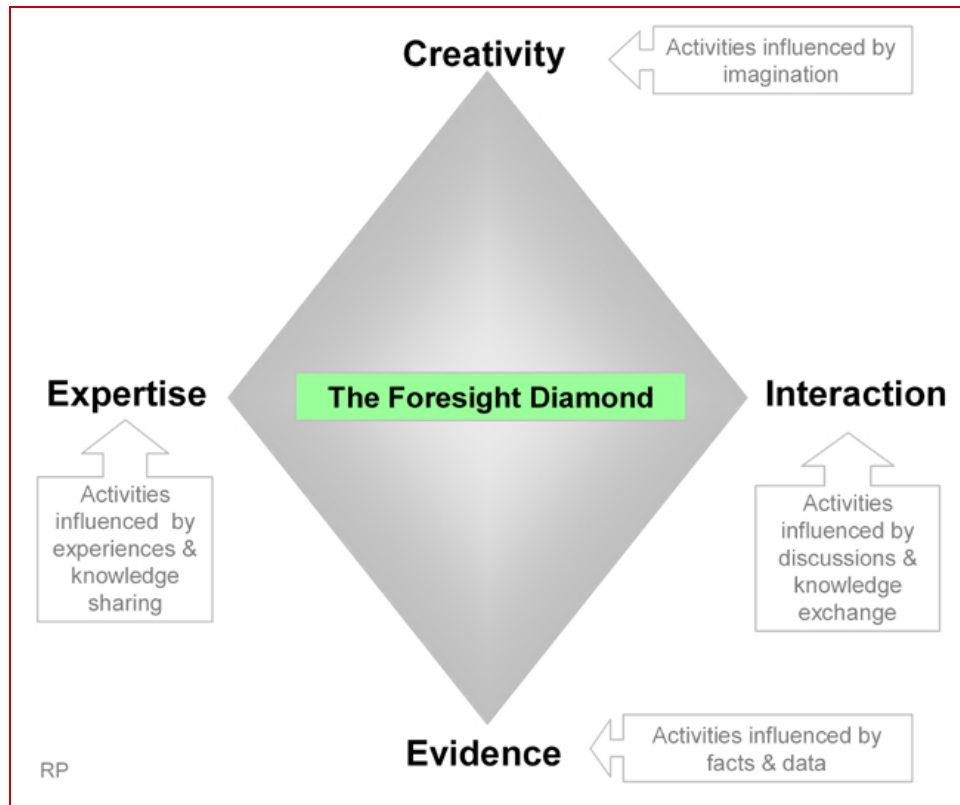 Creativity
Activities influenced by
imagination
Expertise
The Foresight Diamond
Interaction
Activities
influenced by
experiences &
knowledge
sharing
Activities
influenced by
discussions &
knowledge
exchange
Evidence
Activities influenced by
facts & data
RP